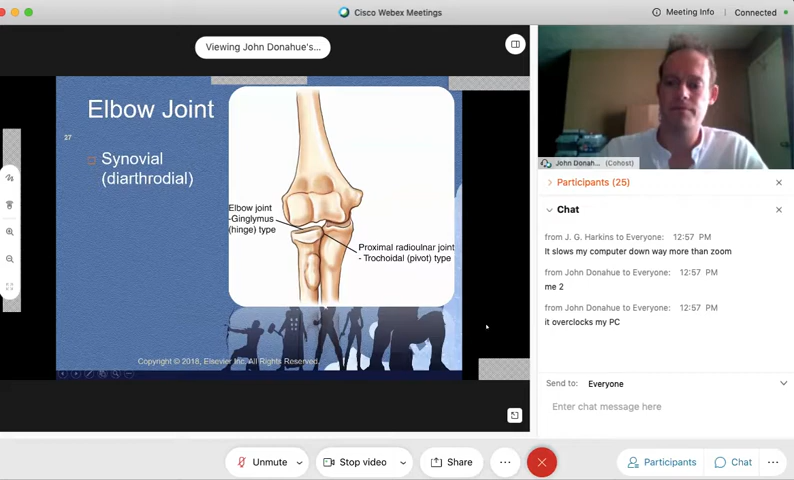 Cisco Webex Meetings
Meeting Info
Connected
Viewing John Donahue's...
Elbow Joint
37
Synovial
(diarthrodial)
Elbow joint
-Ginglymus
(hinge) type
Proximal radioulnar joint
- Trochoidal (pivot) type
Copyright © 2018, Elsevier Inc. All Rights Reserved.
John Donah... (Cohost)
Participants (25)
Chat
from J. G. Harkins to Everyone: 12:57 PM
It slows my computer down way more than zoom
from John Donahue to Everyone: 12:57 PM
me 2
from John Donahue to Everyone: 12:57 PM
it overclocks my PC
Send to: Everyone
Enter chat message here
Unmute
Stop video
Share
Participants
Chat